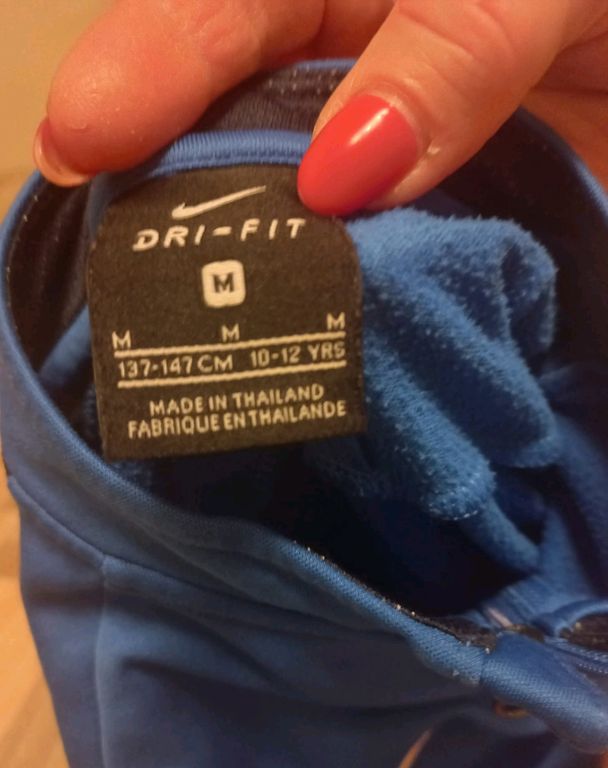 DRI-FIT
M
M M M
137-147 CM 10-12 YRS
MADE IN THAILAND
FABRIQUE EN THAILANDE